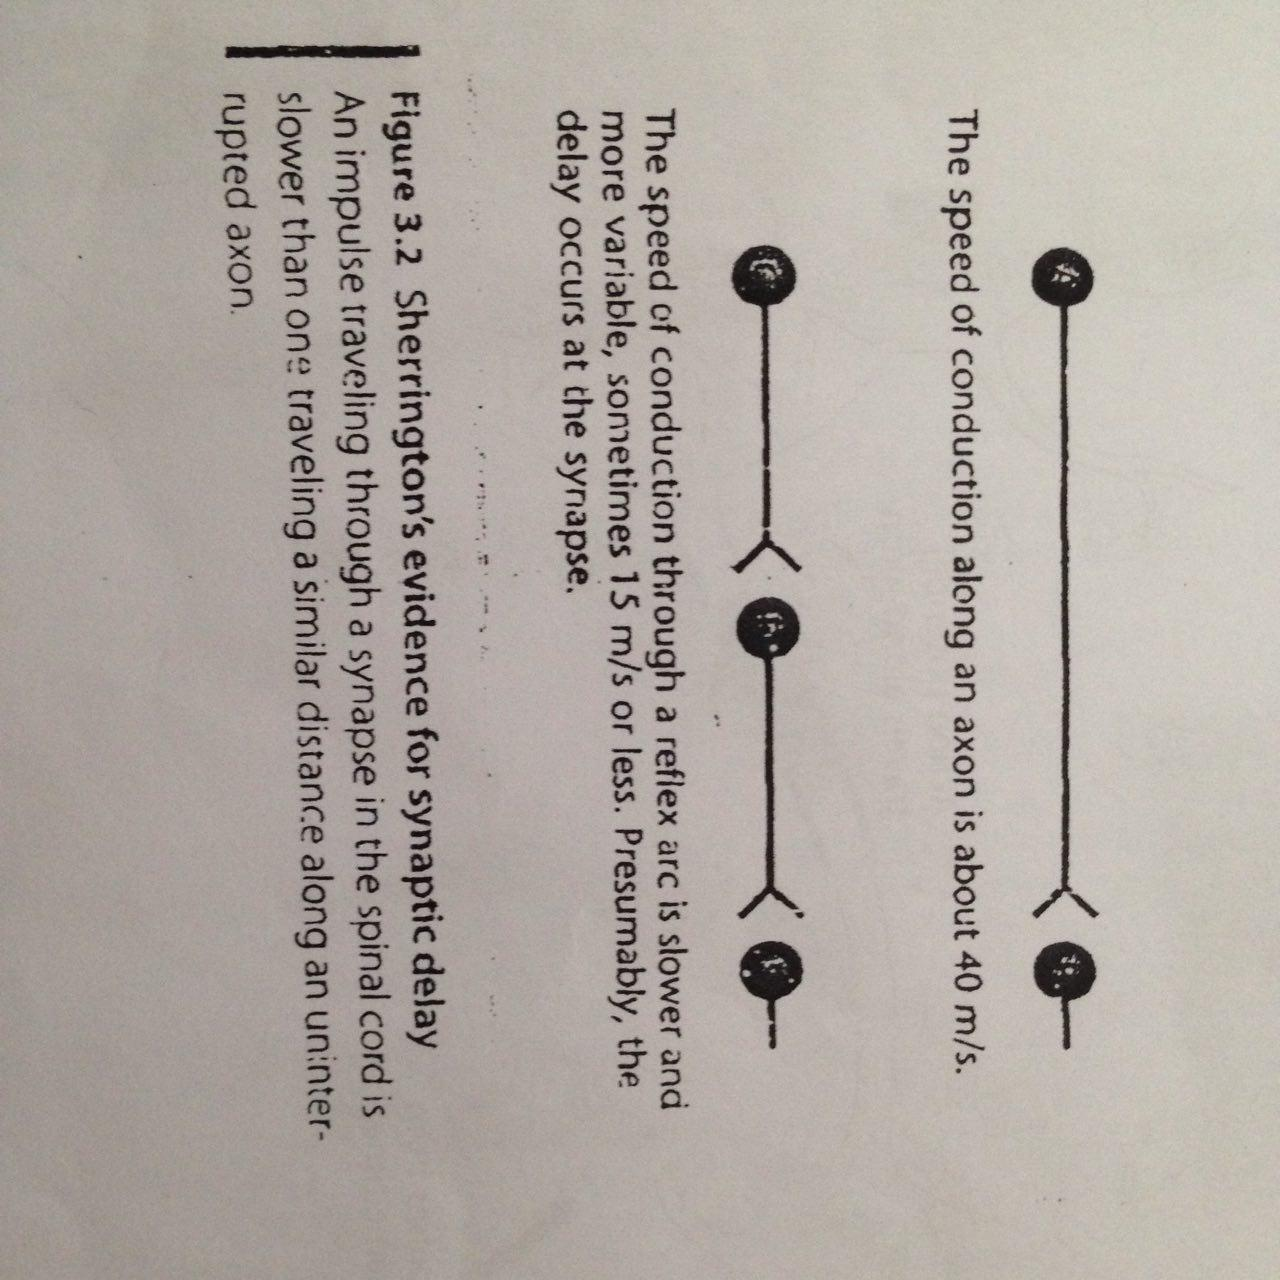 The speed of conduction along an axon is about 40 m/s.
The speed of conduction through a reflex arc is slower and
more variable, sometimes 15 m/s or less. Presumably, the
delay occurs at the synapse.
Figure 3.2 Sherrington's evidence for synaptic delay
An impulse traveling through a synapse in the spinal cord is
slower than one traveling a similar distance along an uninter-
rupted axon.